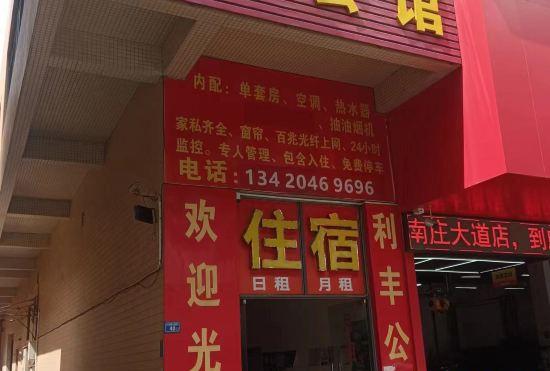 公馆
内配：单套房、空调、热水器
、抽油烟机
家私齐全、窗帘、百兆光纤上网、24小时
监控。专人管理、包含入住、免费停车
电话：134 2046 9696
住宿
日租 月租
欢迎光
利丰公
南庄大道店，到